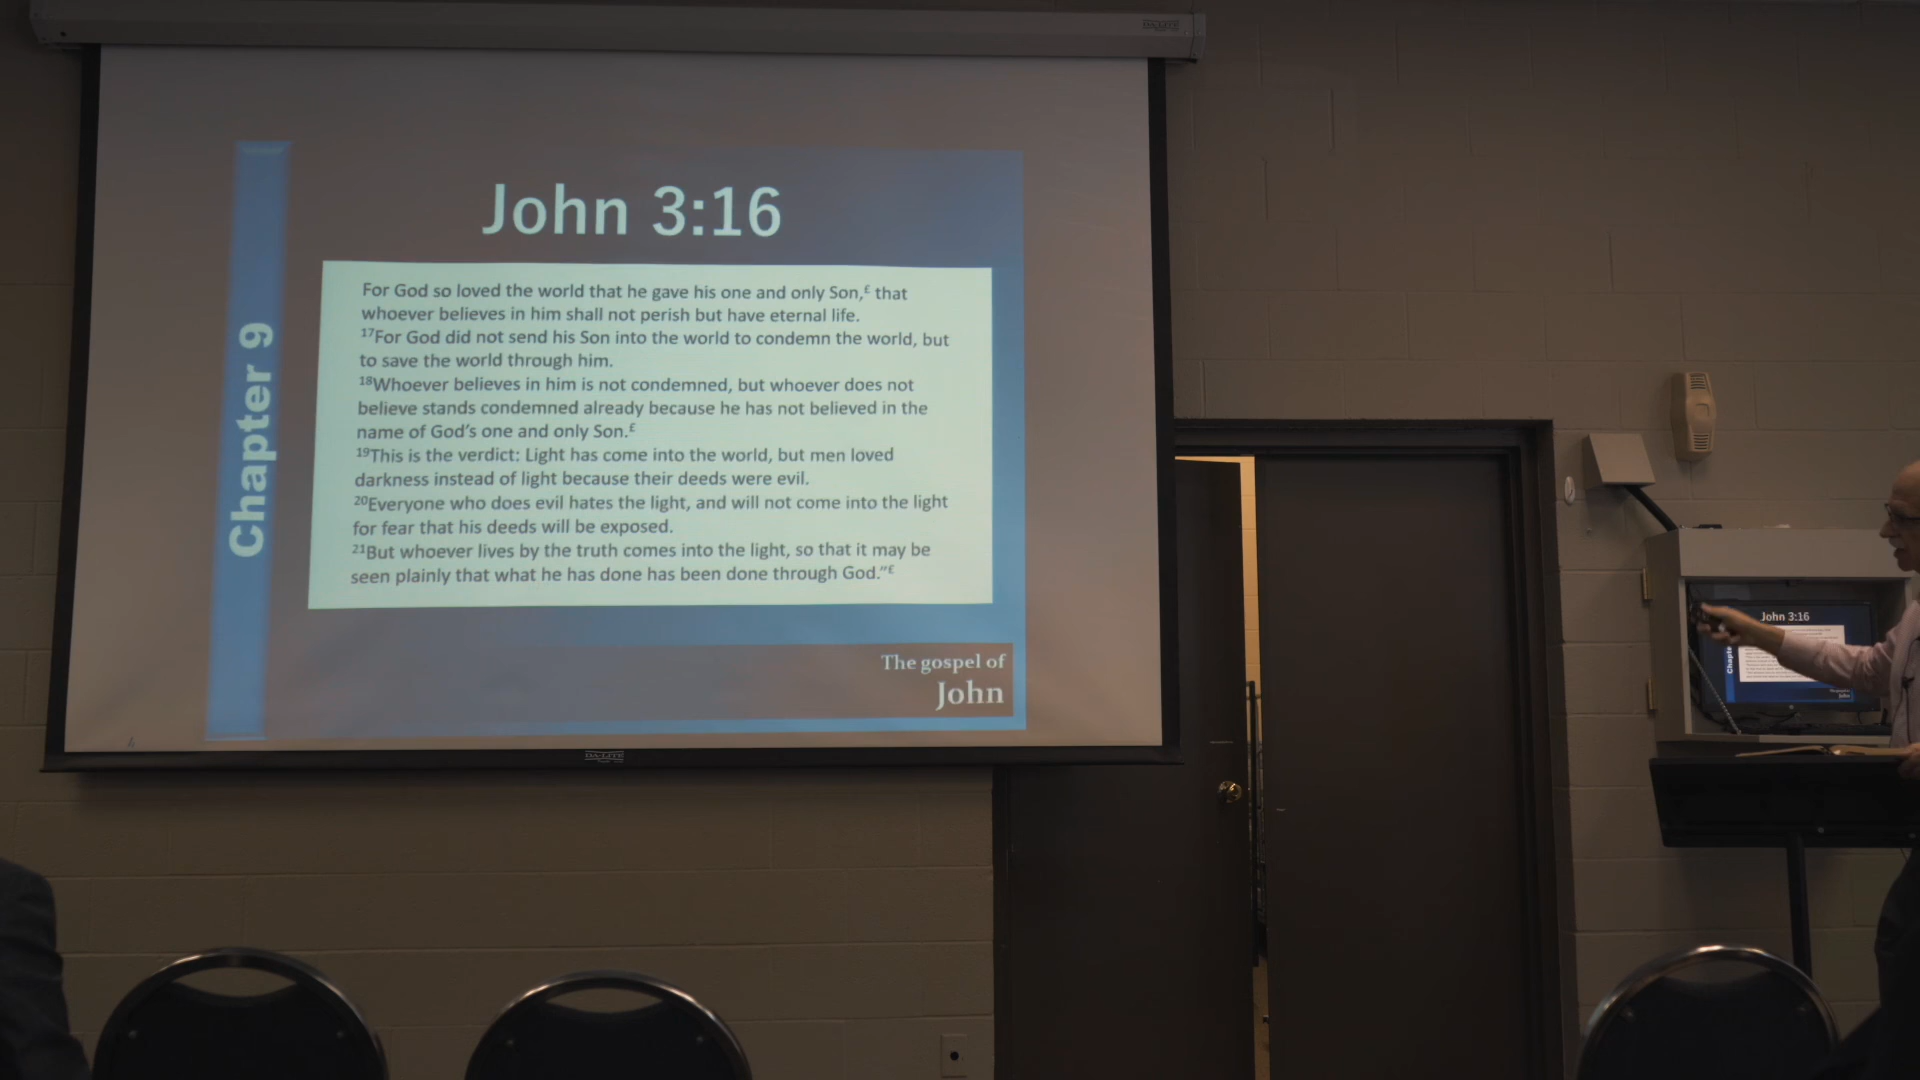 DA-LITE
John 3:16
Chapter 9
For God so loved the world that he gave his one and only Son,£ that
whoever believes in him shall not perish but have eternal life.
17For God did not send his Son into the world to condemn the world, but
to save the world through him.
18Whoever believes in him is not condemned, but whoever does not
believe stands condemned already because he has not believed in the
name of God's one and only Son.£
19This is the verdict: Light has come into the world, but men loved
darkness instead of light because their deeds were evil.
20Everyone who does evil hates the light, and will not come into the light
for fear that his deeds will be exposed.
21But whoever lives by the truth comes into the light, so that it may be
seen plainly that what he has done has been done through God."£
The gospel of
John
DA-LITE
John 3:16